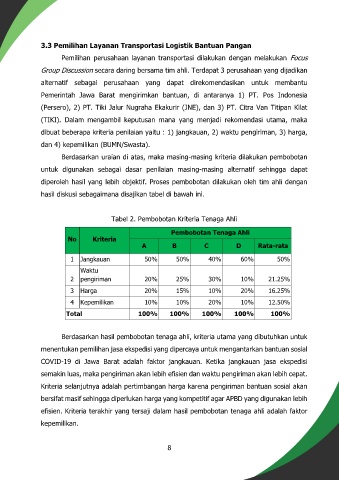 3.3 Pemilihan Layanan Transportasi Logistik Bantuan Pangan
Pemilihan perusahaan layanan transportasi dilakukan dengan melakukan Focus
Group Discussion secara daring bersama tim ahli. Terdapat 3 perusahaan yang dijadikan
alternatif sebagai perusahaan yang dapat direkomendasikan untuk membantu
Pemerintah Jawa Barat mengirimkan bantuan, di antaranya 1) PT. Pos Indonesia
(Persero), 2) PT. Tiki Jalur Nugraha Ekakurir (JNE), dan 3) PT. Citra Van Titipan Kilat
(TIKI). Dalam mengambil keputusan mana yang menjadi rekomendasi utama, maka
dibuat beberapa kriteria penilaian yaitu : 1) jangkauan, 2) waktu pengiriman, 3) harga,
dan 4) kepemilikan (BUMN/Swasta).
Berdasarkan uraian di atas, maka masing-masing kriteria dilakukan pembobotan
untuk digunakan sebagai dasar penilaian masing-masing alternatif sehingga dapat
diperoleh hasil yang lebih objektif. Proses pembobotan dilakukan oleh tim ahli dengan
hasil diskusi sebagaimana disajikan tabel di bawah ini.
Tabel 2. Pembobotan Kriteria Tenaga Ahli
No Kriteria Pembobotan Tenaga Ahli
A B C D Rata-rata
1 Jangkauan 50% 50% 40% 60% 50%
Waktu
2 pengiriman 20% 25% 30% 10% 21.25%
3 Harga 20% 15% 10% 20% 16.25%
4 Kepemilikan 10% 10% 20% 10% 12.50%
Total 100% 100% 100% 100% 100%
Berdasarkan hasil pembobotan tenaga ahli, kriteria utama yang dibutuhkan untuk
menentukan pemilihan jasa ekspedisi yang dipercaya untuk mengantarkan bantuan sosial
COVID-19 di Jawa Barat adalah faktor jangkauan. Ketika jangkauan jasa ekspedisi
semakin luas, maka pengiriman akan lebih efisien dan waktu pengiriman akan lebih cepat.
Kriteria selanjutnya adalah pertimbangan harga karena pengiriman bantuan sosial akan
bersifat masif sehingga diperlukan harga yang kompetitif agar APBD yang digunakan lebih
efisien. Kriteria terakhir yang tersaji dalam hasil pembobotan tenaga ahli adalah faktor
kepemilikan.
8